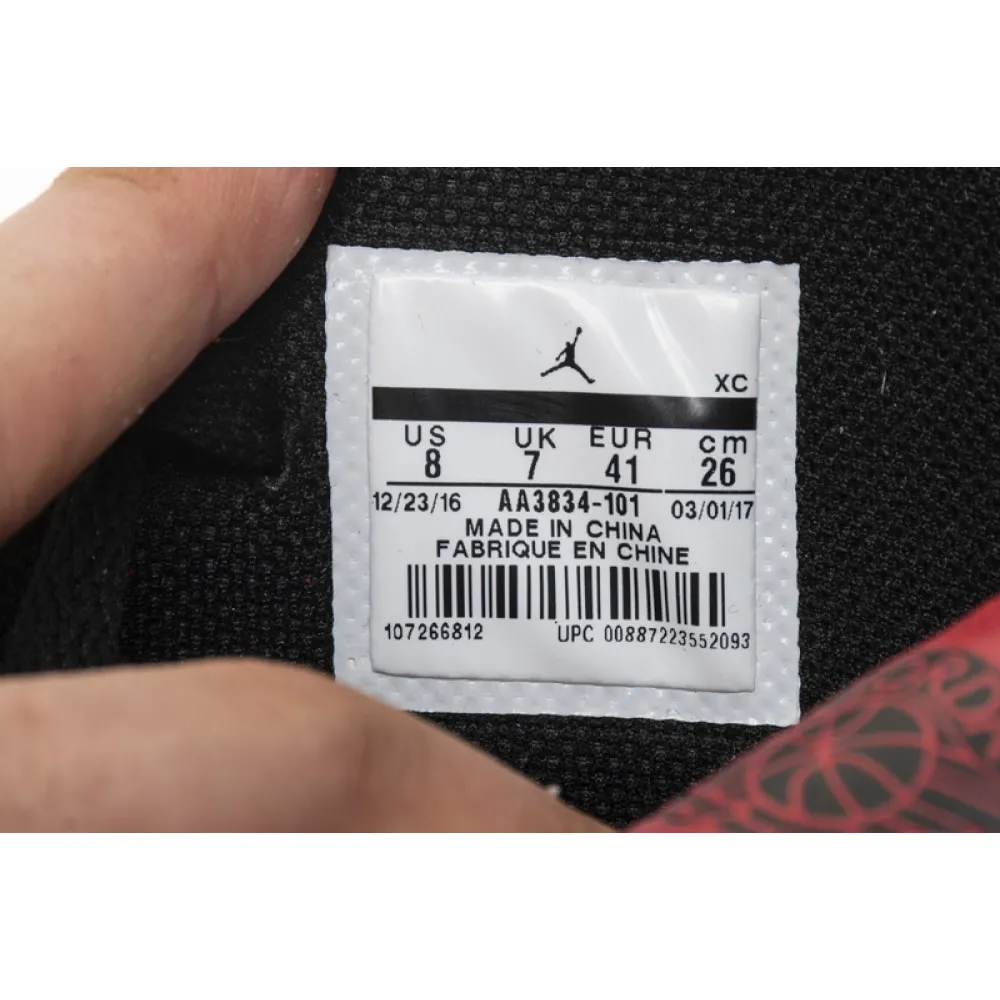 XC
US UK EUR cm
8 7 41 26
12/23/16 AA3834-101 03/01/17
MADE IN CHINA
FABRIQUE EN CHINE
107266812 UPC 00887223552093